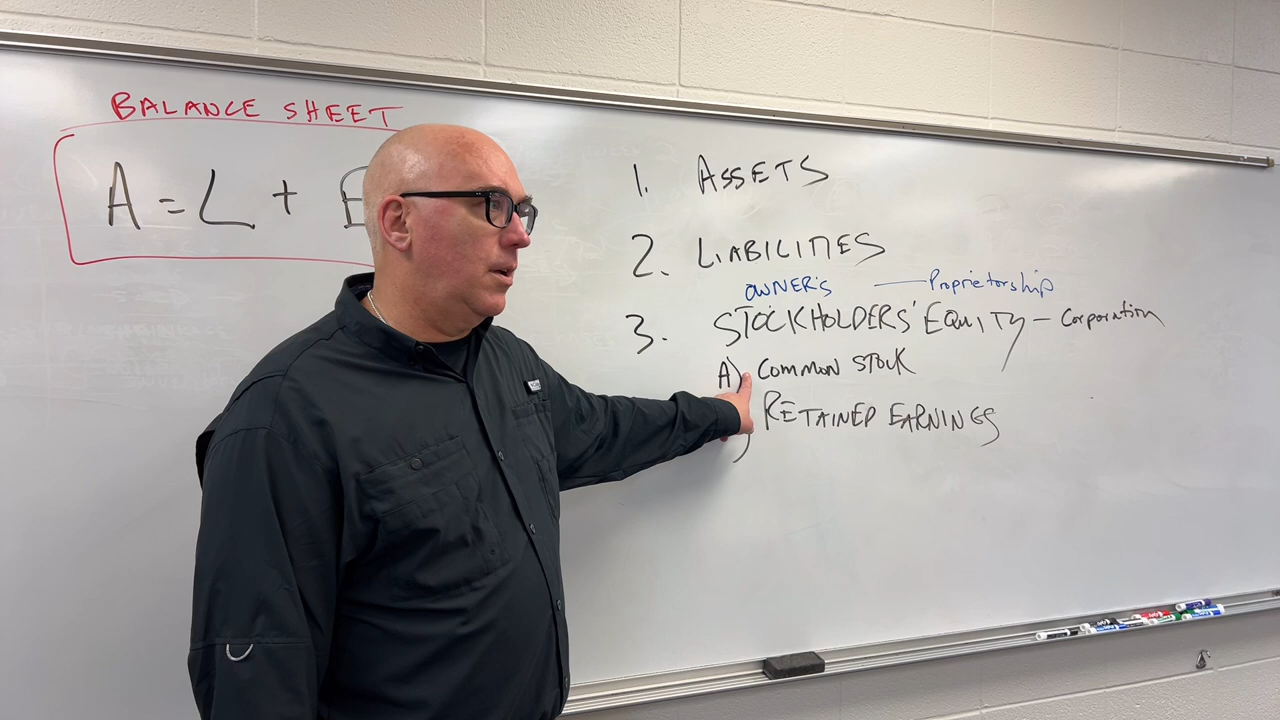 BALANCE SHEET
A = L + E
1. ASSETS
2. LIABILITIES
OWNER'S — Proprietorship
3. STOCKHOLDERS' EQUITY — Corporation
A) COMMON STOCK
) RETAINED EARNINGS